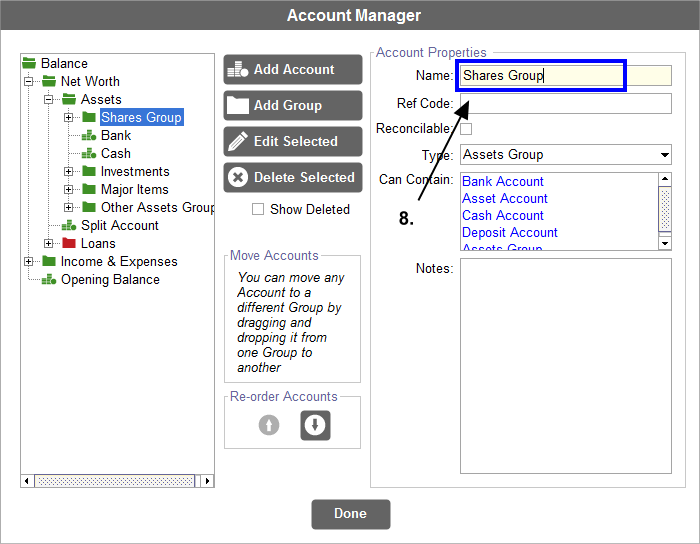 Account Manager
Balance
Net Worth
Assets
Shares Group
Bank
Cash
Investments
Major Items
Other Assets Group
Split Account
Loans
Income & Expenses
Opening Balance
Add Account
Add Group
Edit Selected
Delete Selected
Show Deleted
Move Accounts
You can move any
Account to a
different Group by
dragging and
dropping it from
one Group to
another
Re-order Accounts
Account Properties
Name: Shares Group
Ref Code:
Reconcilable:
Type: Assets Group
Can Contain: Bank Account
Asset Account
Cash Account
Deposit Account
Assets Group
8.
Notes:
Done